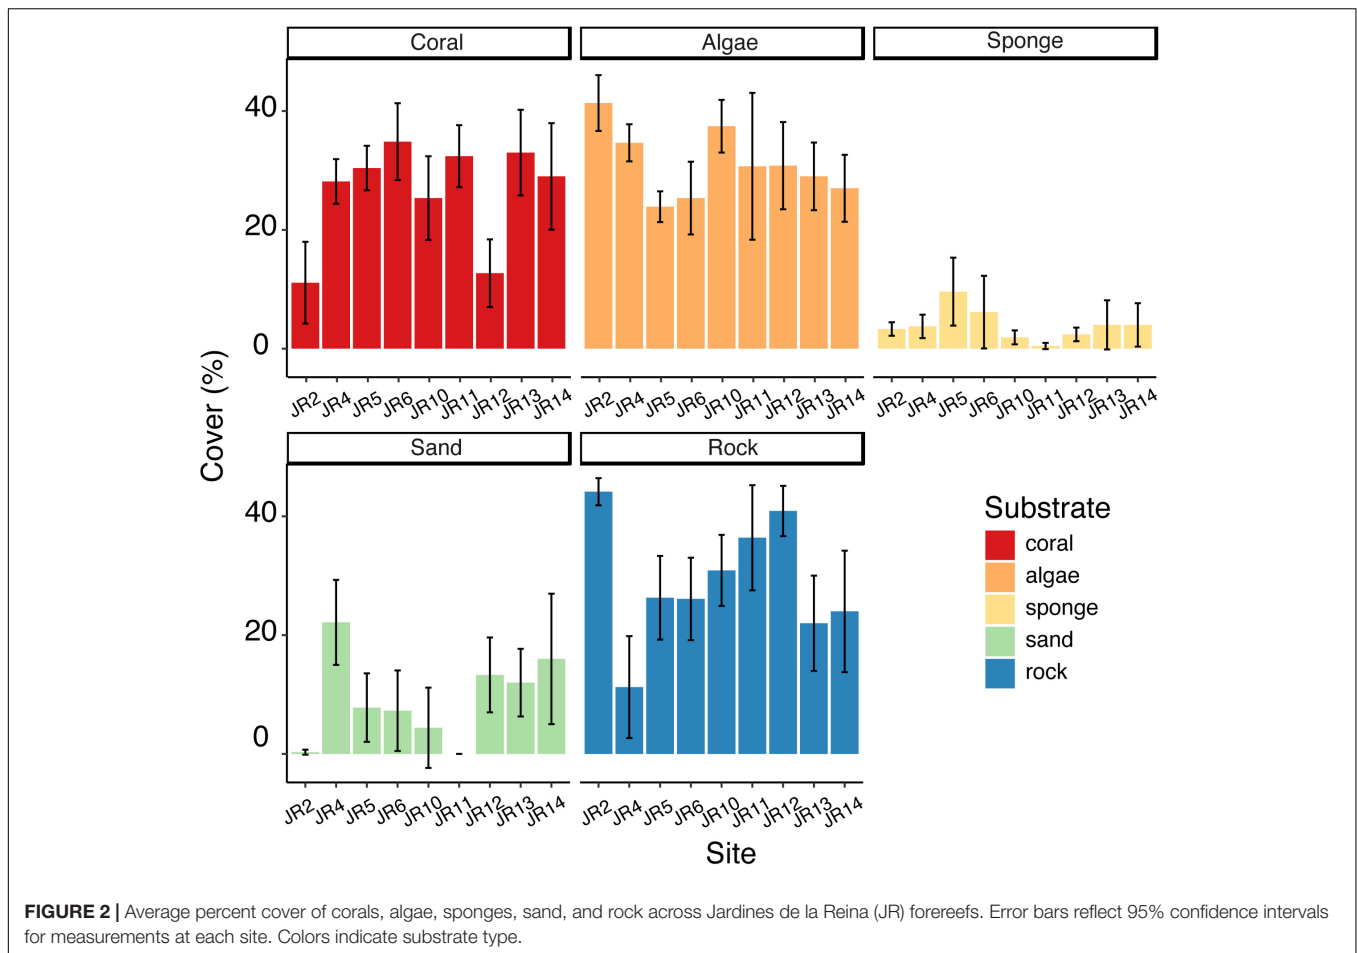 Coral Algae Sponge
40
20
0
JR2 JR4 JR5 JR6 JR10 JR11 JR12 JR13 JR14 JR2 JR4 JR5 JR6 JR10 JR11 JR12 JR13 JR14 JR2 JR4 JR5 JR6 JR10 JR11 JR12 JR13 JR14
Cover (%)
Sand Rock
40
20
0
JR2 JR4 JR5 JR6 JR10 JR11 JR12 JR13 JR14 JR2 JR4 JR5 JR6 JR10 JR11 JR12 JR13 JR14
Site
Substrate
coral
algae
sponge
sand
rock
FIGURE 2 | Average percent cover of corals, algae, sponges, sand, and rock across Jardines de la Reina (JR) forereefs. Error bars reflect 95% confidence intervals
for measurements at each site. Colors indicate substrate type.